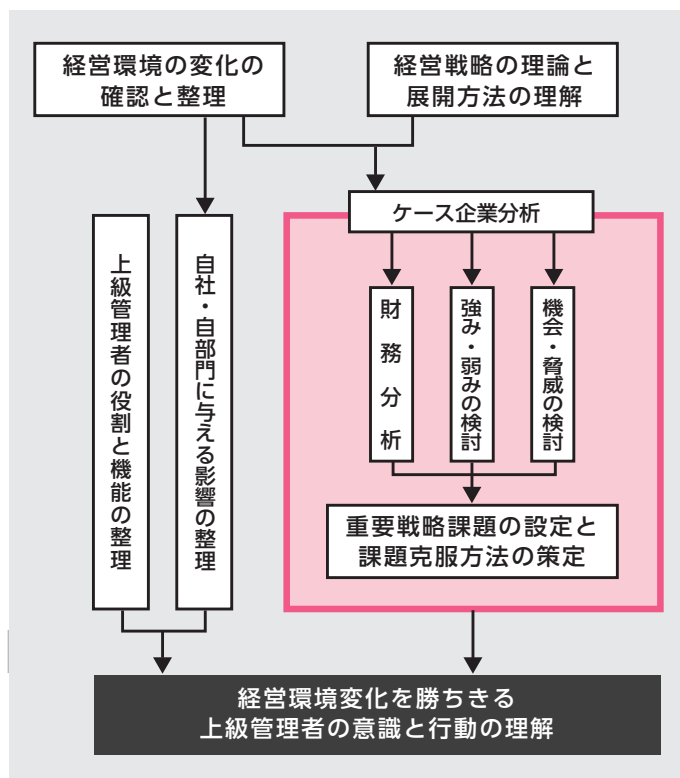 経営環境の変化の
確認と整理
経営戦略の理論と
展開方法の理解
ケース企業分析
上級管理者の役割と機能の整理
自社・自部門に与える影響の整理
財務分析
強み・弱みの検討
機会・脅威の検討
重要戦略課題の設定と
課題克服方法の策定
経営環境変化を勝ちきる
上級管理者の意識と行動の理解